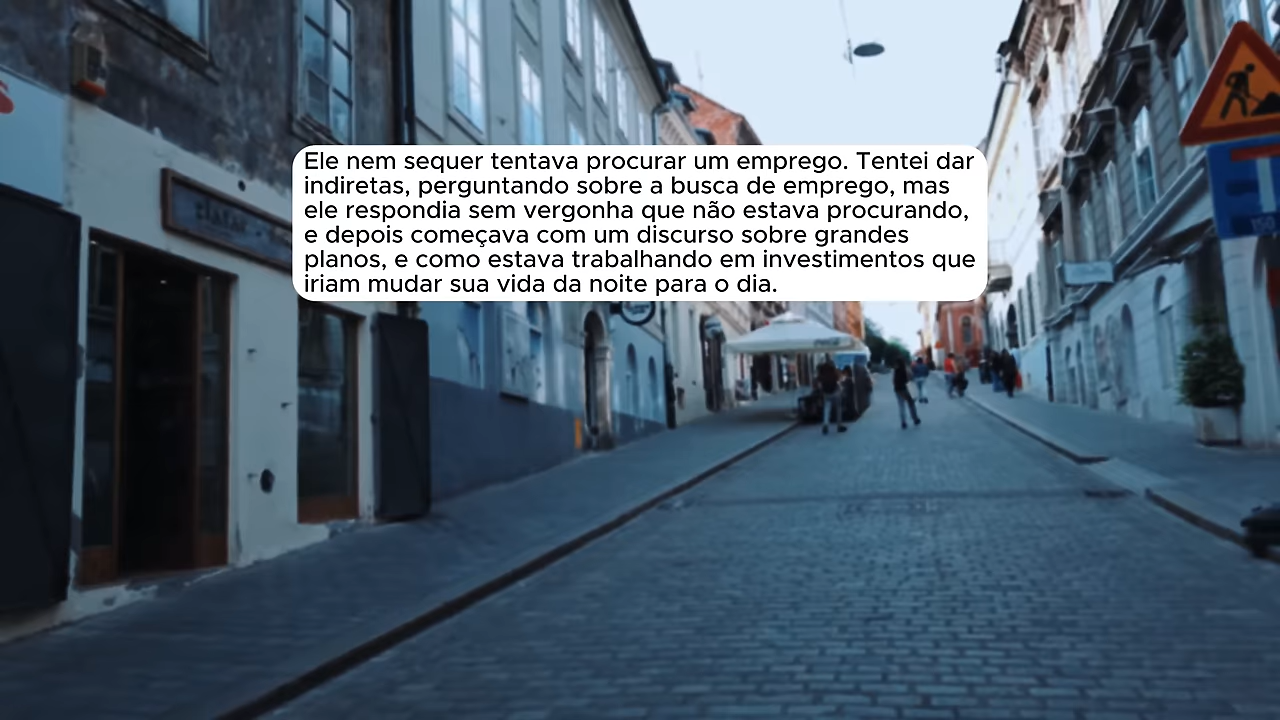 Ele nem sequer tentava procurar um emprego. Tentei dar
indiretas, perguntando sobre a busca de emprego, mas
ele respondia sem vergonha que não estava procurando,
e depois começava com um discurso sobre grandes
planos, e como estava trabalhando em investimentos que
iriam mudar sua vida da noite para o dia.